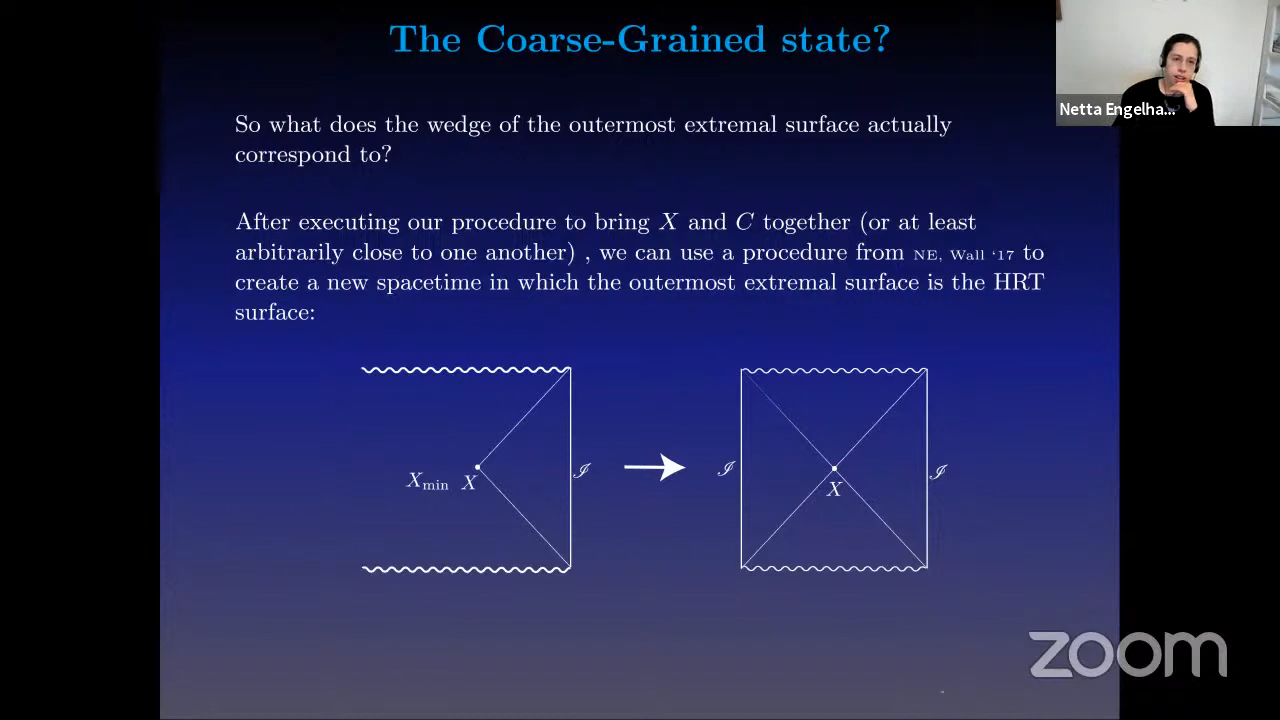 The Coarse-Grained state?
Netta Engelha...
So what does the wedge of the outermost extremal surface actually
correspond to?
After executing our procedure to bring X and C together (or at least
arbitrarily close to one another) , we can use a procedure from NE, Wall ‘17 to
create a new spacetime in which the outermost extremal surface is the HRT
surface:
X_min X ℐ
ℐ X ℐ
zoom